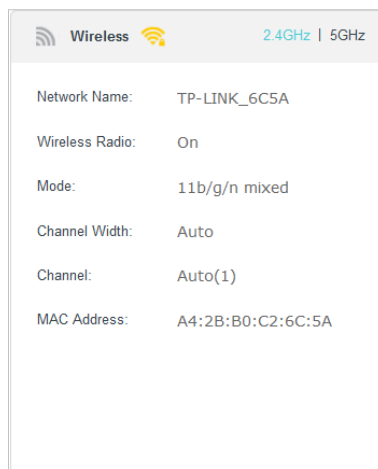 Wireless 2.4GHz | 5GHz
Network Name: TP-LINK_6C5A
Wireless Radio: On
Mode: 11b/g/n mixed
Channel Width: Auto
Channel: Auto(1)
MAC Address: A4:2B:B0:C2:6C:5A